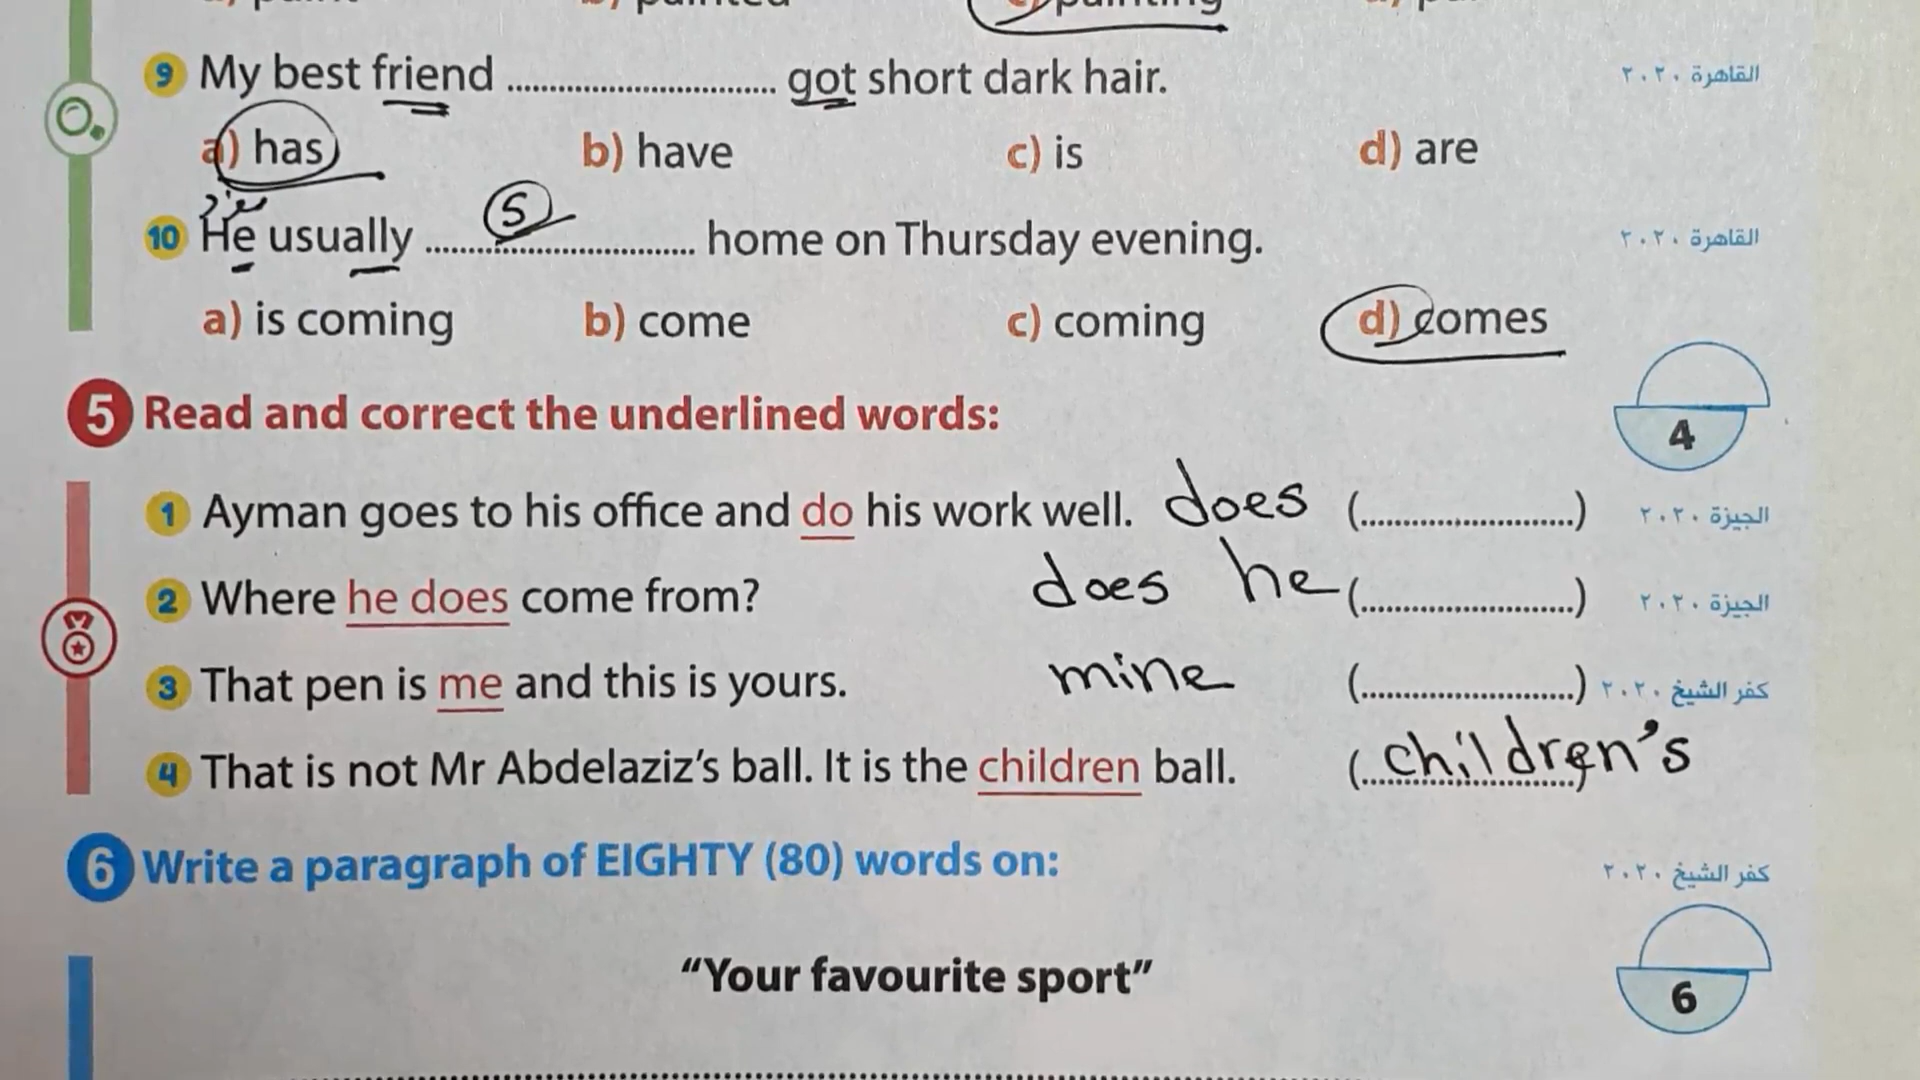 c) painting
9 My best friend .............................. got short dark hair. القاهرة ٢٠٢٠
a) has b) have c) is d) are
S
10 He usually .............................. home on Thursday evening. القاهرة ٢٠٢٠
a) is coming b) come c) coming d) comes
5 Read and correct the underlined words: 4
1 Ayman goes to his office and do his work well. does (........................) الجيزة ٢٠٢٠
2 Where he does come from? does he (........................) الجيزة ٢٠٢٠
3 That pen is me and this is yours. mine (........................) كفر الشيخ ٢٠٢٠
4 That is not Mr Abdelaziz's ball. It is the children ball. (children's)
6 Write a paragraph of EIGHTY (80) words on: كفر الشيخ ٢٠٢٠
"Your favourite sport" 6